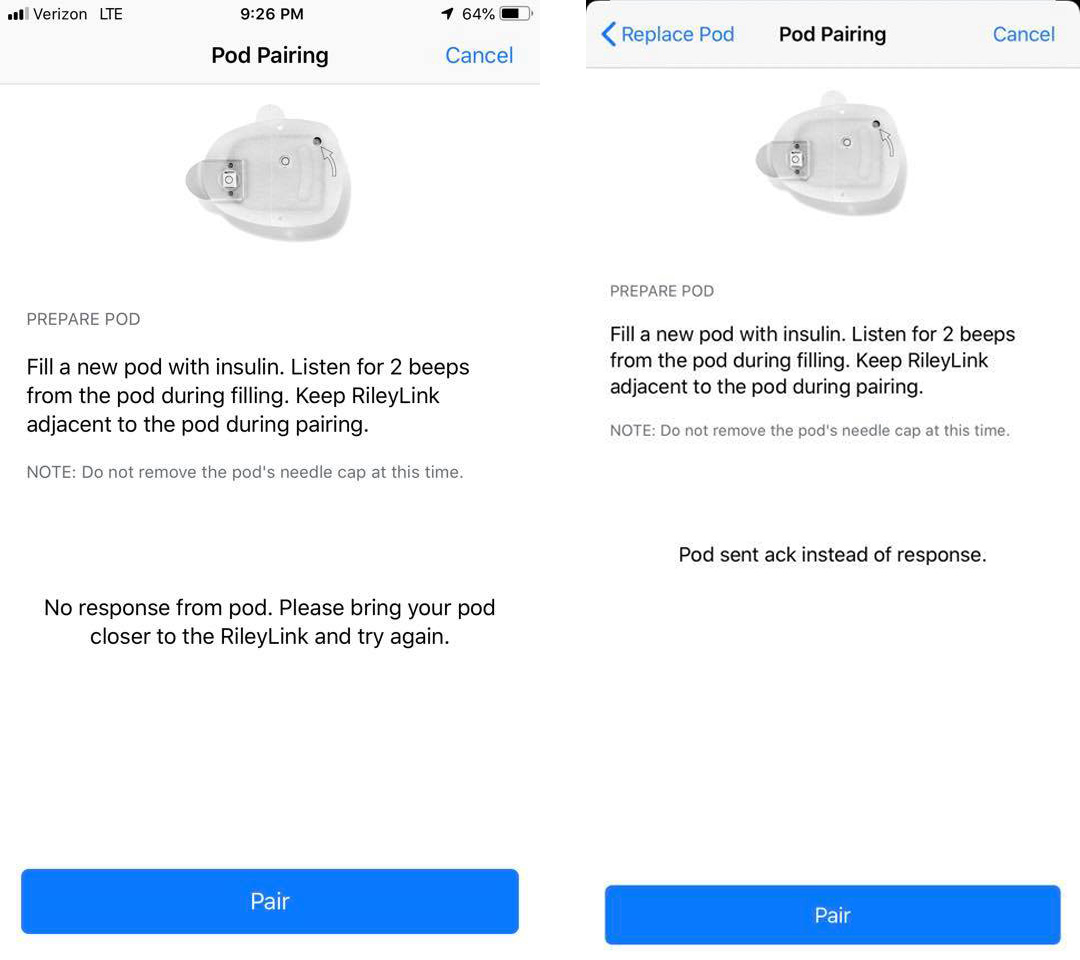 Verizon LTE 9:26 PM 64%
Pod Pairing Cancel
PREPARE POD
Fill a new pod with insulin. Listen for 2 beeps
from the pod during filling. Keep RileyLink
adjacent to the pod during pairing.
NOTE: Do not remove the pod's needle cap at this time.
No response from pod. Please bring your pod
closer to the RileyLink and try again.
Pair
Replace Pod Pod Pairing Cancel
PREPARE POD
Fill a new pod with insulin. Listen for 2 beeps
from the pod during filling. Keep RileyLink
adjacent to the pod during pairing.
NOTE: Do not remove the pod's needle cap at this time.
Pod sent ack instead of response.
Pair